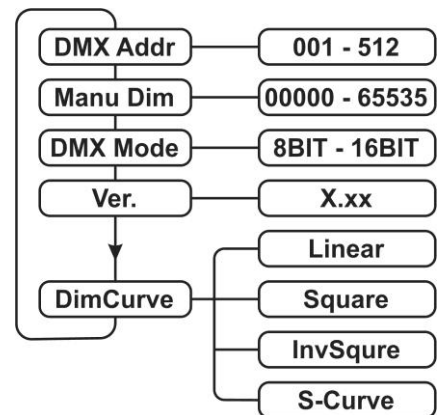 DMX Addr 001 - 512
Manu Dim 00000 - 65535
DMX Mode 8BIT - 16BIT
Ver. X.xx
Linear
DimCurve Square
InvSqure
S-Curve